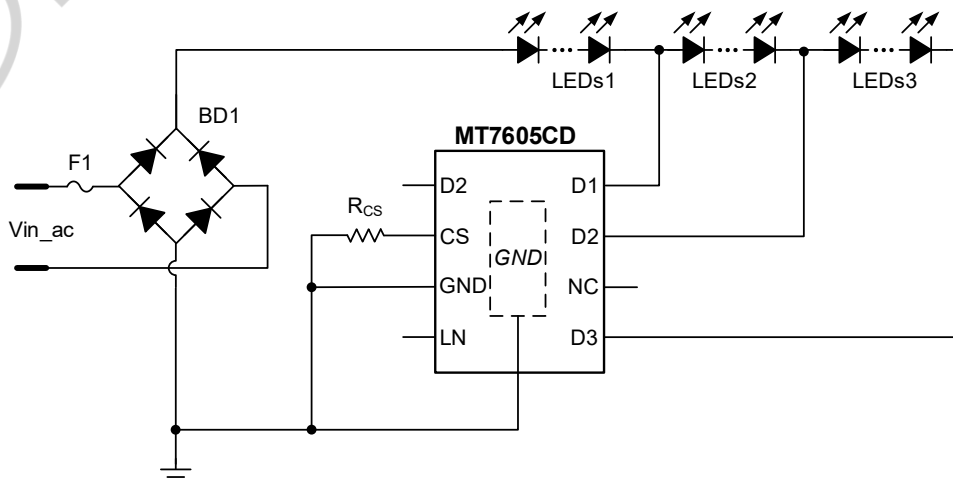 LEDs1
LEDs2
LEDs3
BD1
F1
Vin_ac
MT7605CD
D2
D1
RCS
CS
GND
D2
GND
NC
LN
D3